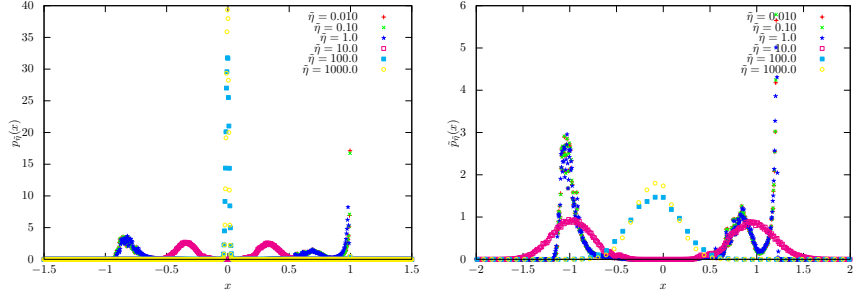 40
35
30
25
20
15
10
5
0
−1.5
−1
−0.5
0
0.5
1
1.5
x
p_η̃(x)
η̃ = 0.010
η̃ = 0.10
η̃ = 1.0
η̃ = 10.0
η̃ = 100.0
η̃ = 1000.0
6
5
4
3
2
1
0
−2
−1.5
−1
−0.5
0
0.5
1
1.5
2
x
p̃_η̃(x)
η̃ = 0.010
η̃ = 0.10
η̃ = 1.0
η̃ = 10.0
η̃ = 100.0
η̃ = 1000.0